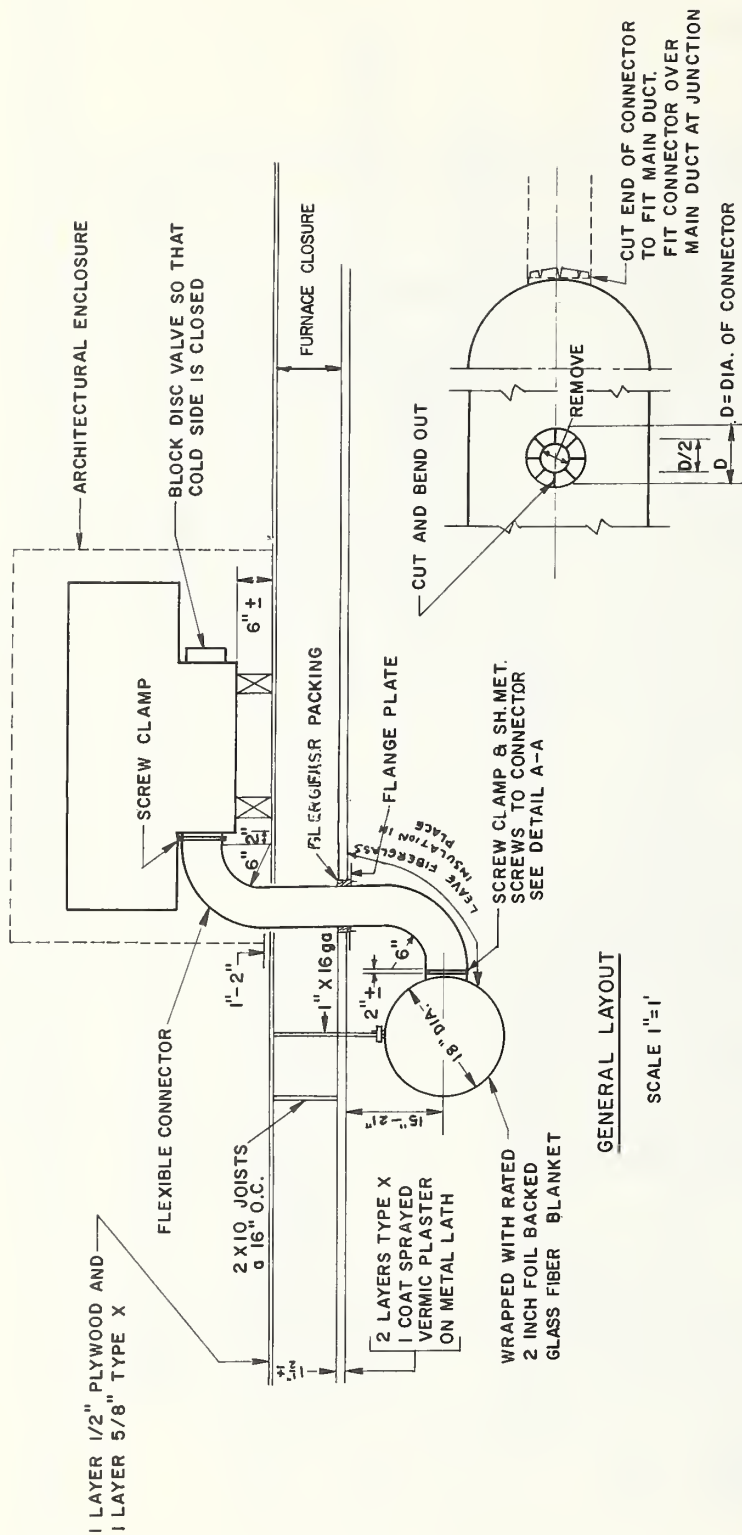 1 LAYER 1/2" PLYWOOD AND
1 LAYER 5/8" TYPE X
FLEXIBLE CONNECTOR
SCREW CLAMP
ARCHITECTURAL ENCLOSURE
BLOCK DISC VALVE SO THAT
COLD SIDE IS CLOSED
6" ±
2"
6"
1'-2"
2 X 10 JOISTS
a 16" O.C.
1" X 16 ga
PACKING
FLANGE PLATE
FURNACE CLOSURE
LEAVE FIBERGLASS
INSULATION IN
PLACE
2 LAYERS TYPE X
1 COAT SPRAYED
VERMIC PLASTER
ON METAL LATH
15"-21"
2" ±
6"
18" DIA.
SCREW CLAMP & SH.MET.
SCREWS TO CONNECTOR
SEE DETAIL A-A
WRAPPED WITH RATED
2 INCH FOIL BACKED
GLASS FIBER BLANKET
GENERAL LAYOUT
SCALE 1"=1'
CUT AND BEND OUT
REMOVE
D/2
D
D=DIA. OF CONNECTOR
CUT END OF CONNECTOR
TO FIT MAIN DUCT.
FIT CONNECTOR OVER
MAIN DUCT AT JUNCTION